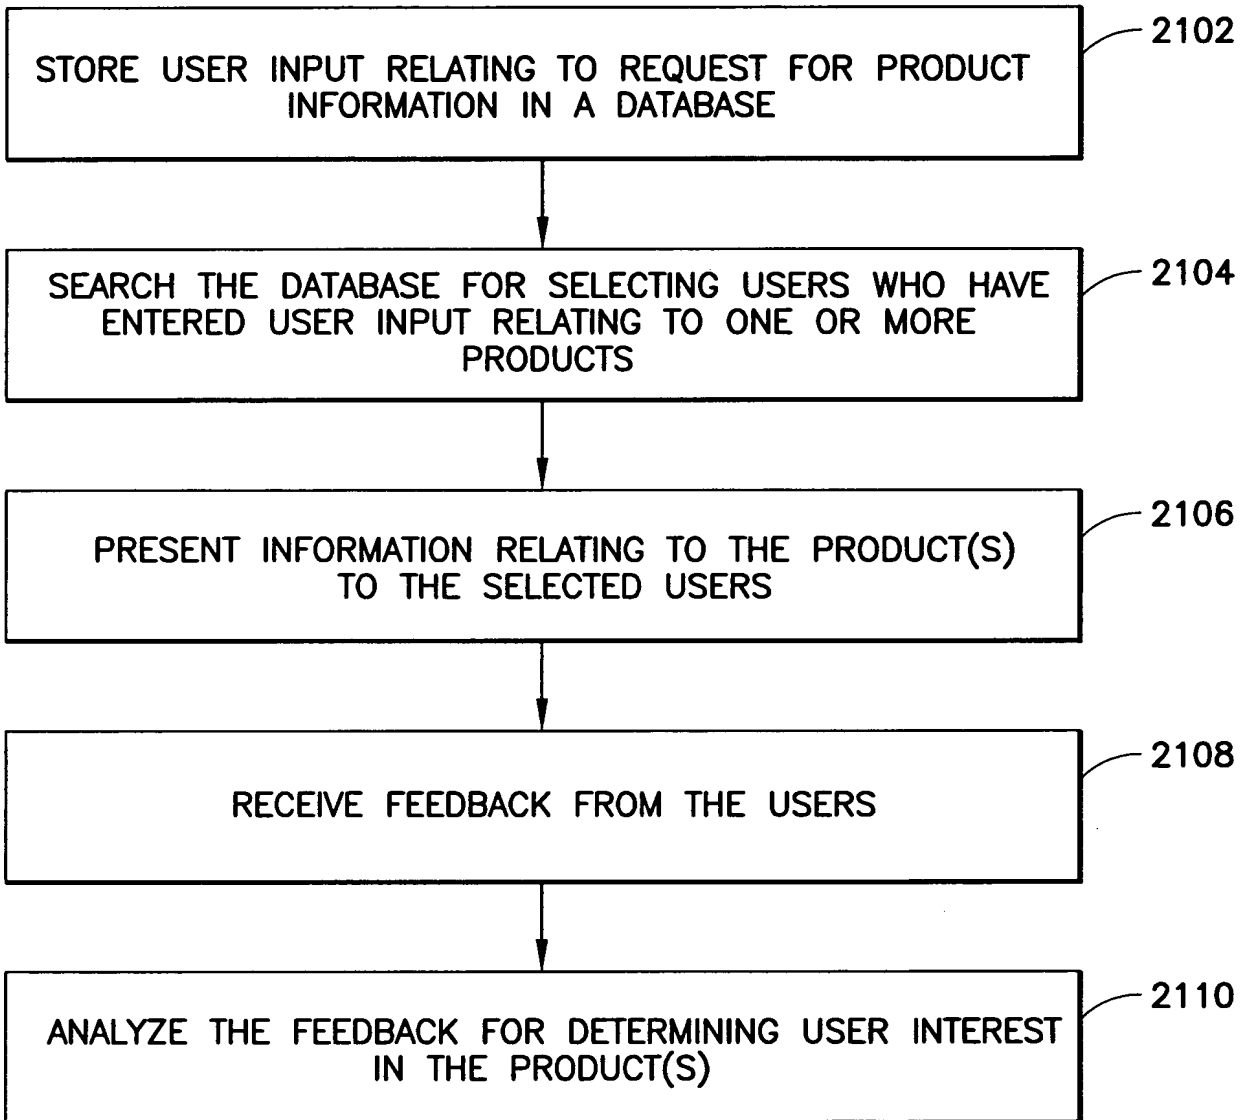 2102
STORE USER INPUT RELATING TO REQUEST FOR PRODUCT
INFORMATION IN A DATABASE
2104
SEARCH THE DATABASE FOR SELECTING USERS WHO HAVE
ENTERED USER INPUT RELATING TO ONE OR MORE
PRODUCTS
2106
PRESENT INFORMATION RELATING TO THE PRODUCT(S)
TO THE SELECTED USERS
2108
RECEIVE FEEDBACK FROM THE USERS
2110
ANALYZE THE FEEDBACK FOR DETERMINING USER INTEREST
IN THE PRODUCT(S)